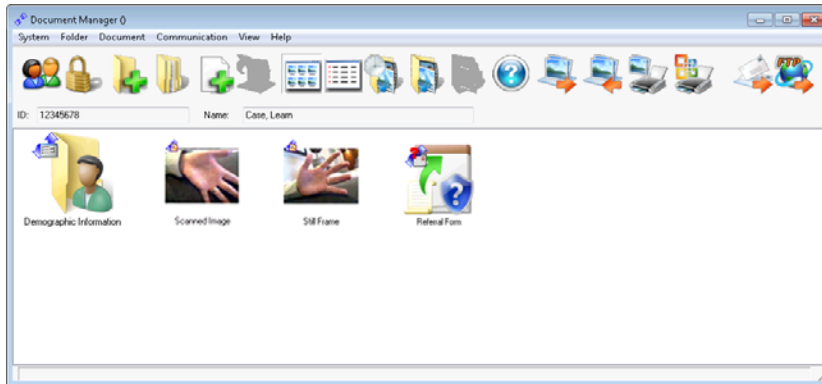 Document Manager ()
System Folder Document Communication View Help
FTP
ID: 12345678 Name: Case, Learn
Demographic Information Scanned Image Still Frame Referral Form